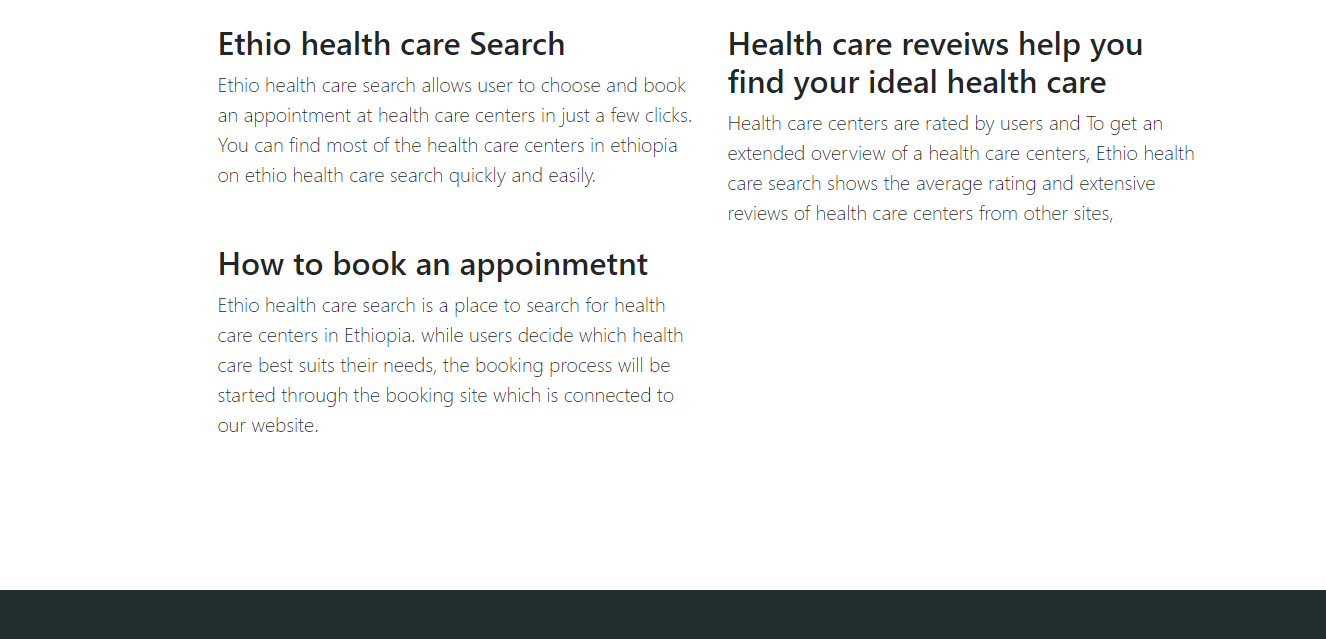 Ethio health care Search
Ethio health care search allows user to choose and book
an appointment at health care centers in just a few clicks.
You can find most of the health care centers in ethiopia
on ethio health care search quickly and easily.
Health care reveiws help you
find your ideal health care
Health care centers are rated by users and To get an
extended overview of a health care centers, Ethio health
care search shows the average rating and extensive
reviews of health care centers from other sites,
How to book an appoinmetnt
Ethio health care search is a place to search for health
care centers in Ethiopia. while users decide which health
care best suits their needs, the booking process will be
started through the booking site which is connected to
our website.